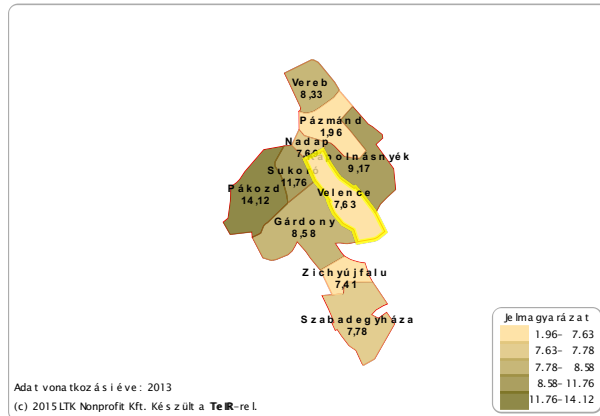 Vereb
8,33
Pázmánd
1,96
Nadap
Kápolnásnyék
9,17
Sukoró
11,76
Velence
7,63
Pákozd
14,12
Gárdony
8,58
Zichyújfalu
7,41
Szabadegyháza
7,78
Jelmagyarázat
1.96– 7.63
7.63– 7.78
7.78– 8.58
8.58–11.76
11.76–14.12
Adat vonatkozási éve: 2013
(c) 2015 LTK Nonprofit Kft. Készült a TeIR-rel.